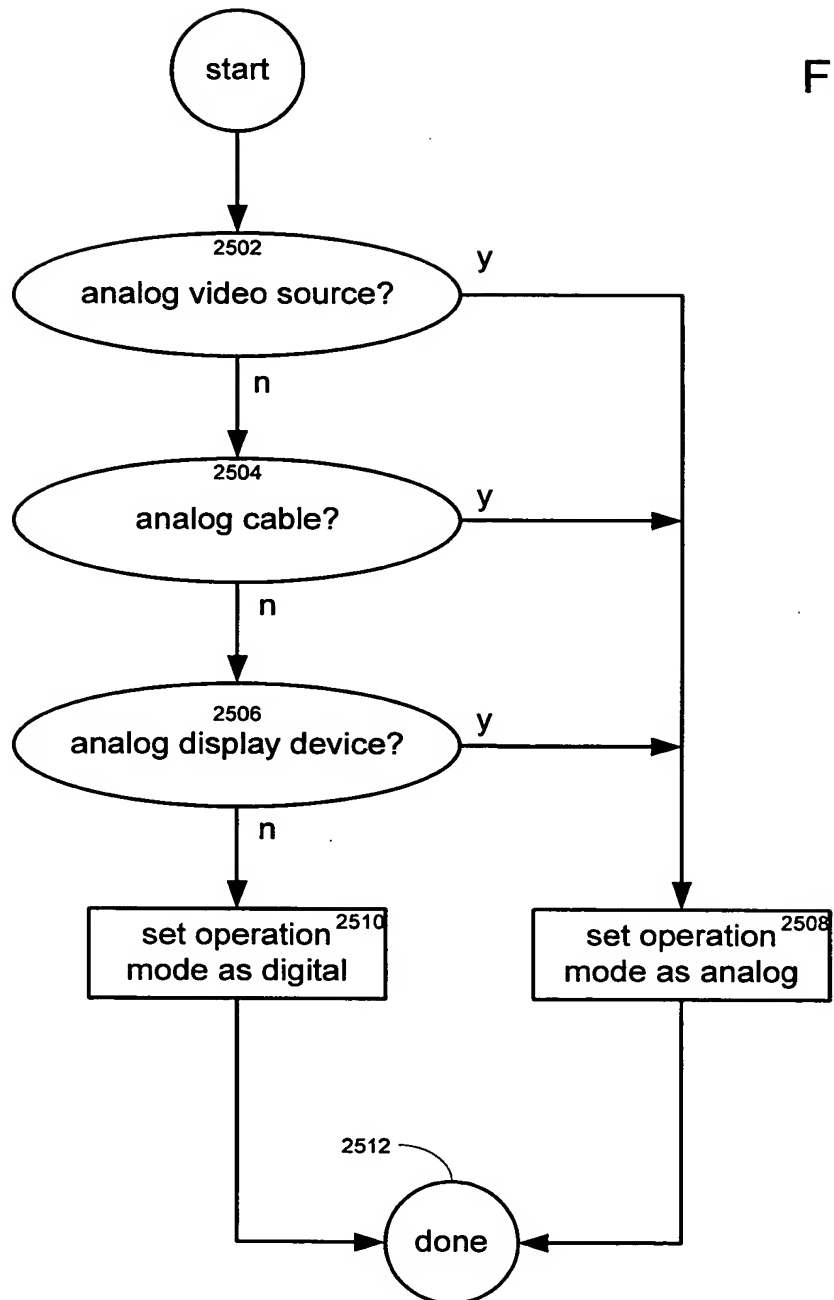 start
F
2502
analog video source?
y
n
2504
analog cable?
y
n
2506
analog display device?
y
n
set operation 2510
mode as digital
set operation 2508
mode as analog
2512
done